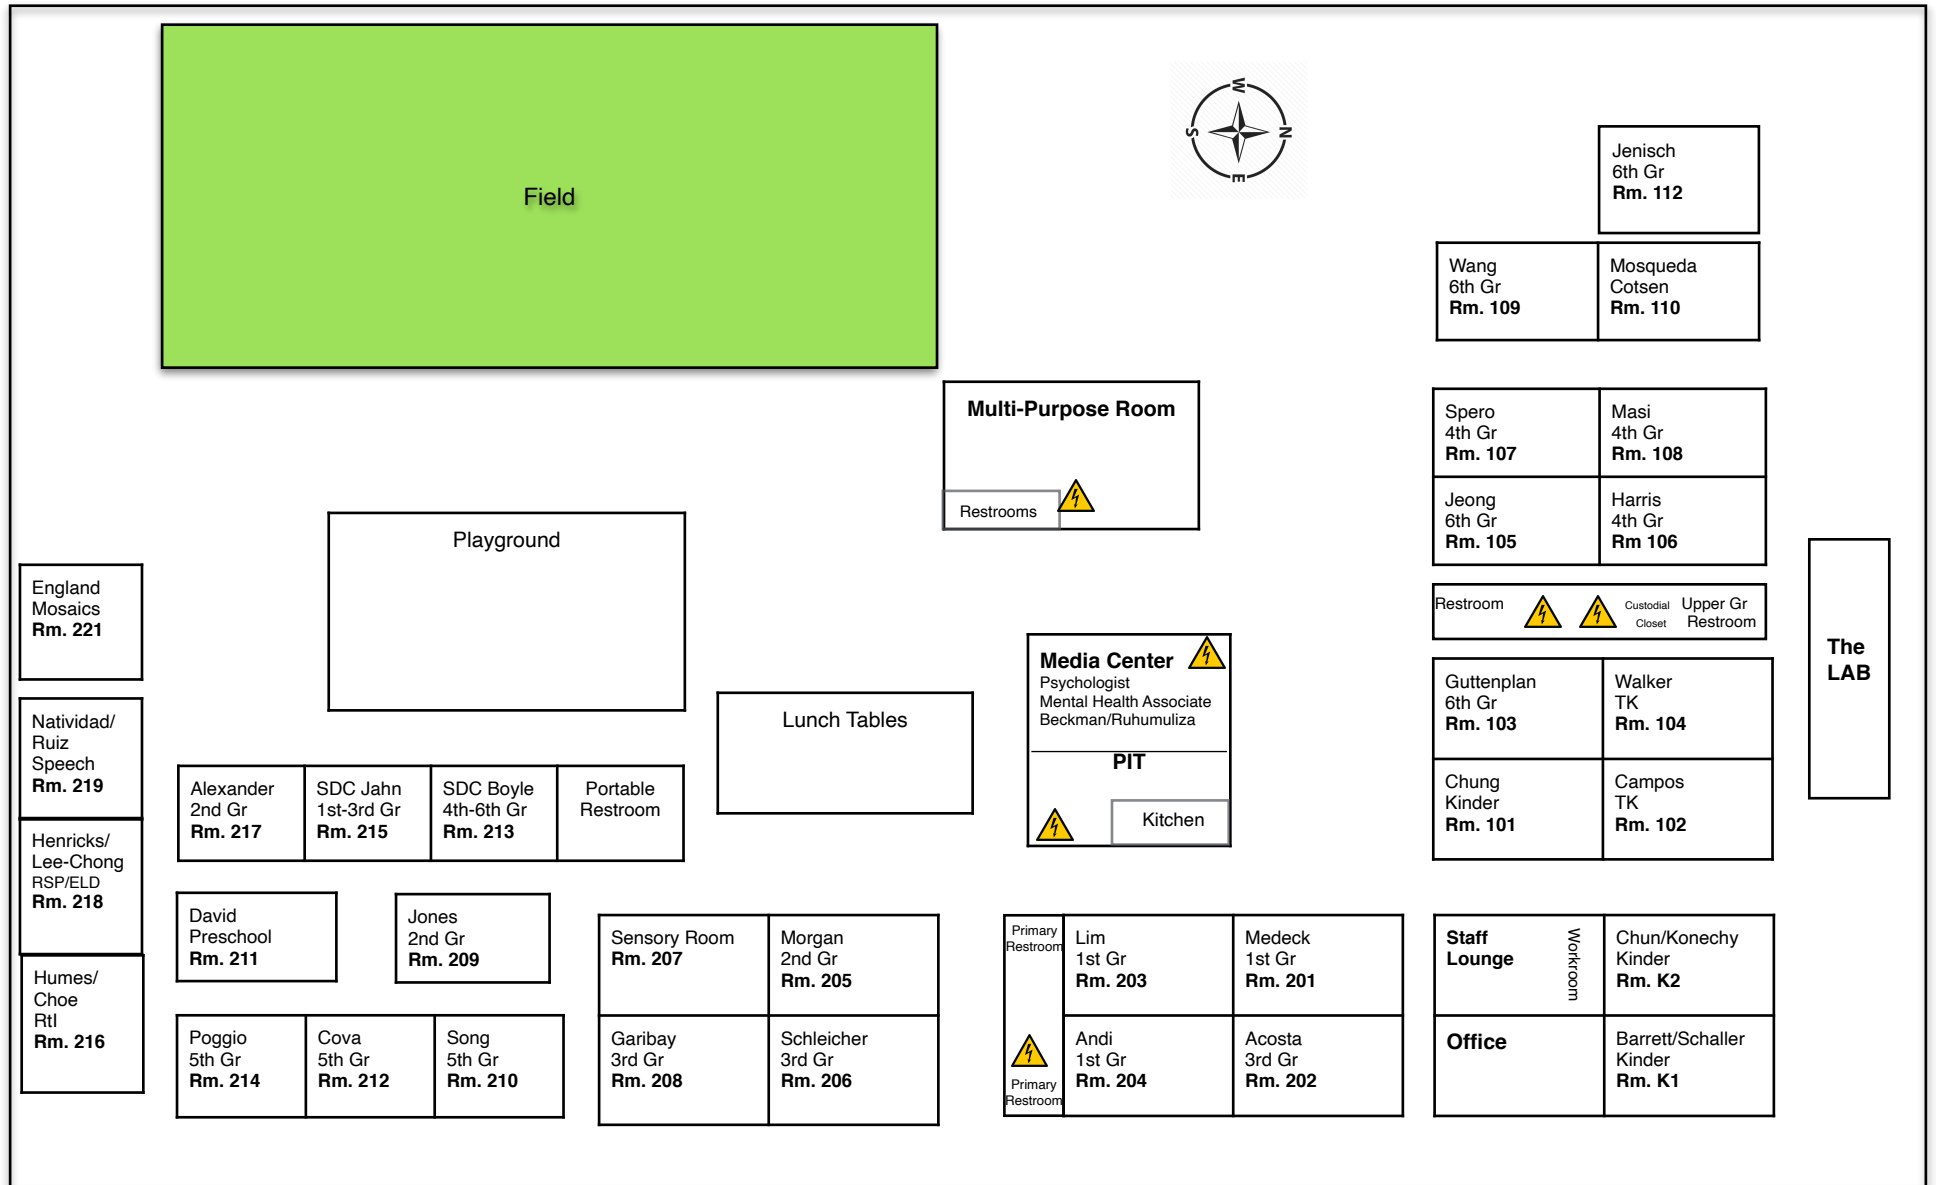 Field
W
S
N
E
Jenisch
6th Gr
Rm. 112
Wang
6th Gr
Rm. 109
Mosqueda
Cotsen
Rm. 110
Multi-Purpose Room
Restrooms
Spero
4th Gr
Rm. 107
Masi
4th Gr
Rm. 108
Jeong
6th Gr
Rm. 105
Harris
4th Gr
Rm 106
Playground
England
Mosaics
Rm. 221
Restroom
Custodial
Closet
Upper Gr
Restroom
The
LAB
Media Center
Psychologist
Mental Health Associate
Beckman/Ruhumuliza
PIT
Kitchen
Guttenplan
6th Gr
Rm. 103
Walker
TK
Rm. 104
Chung
Kinder
Rm. 101
Campos
TK
Rm. 102
Lunch Tables
Natividad/
Ruiz
Speech
Rm. 219
Alexander
2nd Gr
Rm. 217
SDC Jahn
1st-3rd Gr
Rm. 215
SDC Boyle
4th-6th Gr
Rm. 213
Portable
Restroom
Henricks/
Lee-Chong
RSP/ELD
Rm. 218
David
Preschool
Rm. 211
Jones
2nd Gr
Rm. 209
Sensory Room
Rm. 207
Morgan
2nd Gr
Rm. 205
Primary
Restroom
Lim
1st Gr
Rm. 203
Medeck
1st Gr
Rm. 201
Staff
Lounge
Workroom
Chun/Konechy
Kinder
Rm. K2
Humes/
Choe
RtI
Rm. 216
Poggio
5th Gr
Rm. 214
Cova
5th Gr
Rm. 212
Song
5th Gr
Rm. 210
Garibay
3rd Gr
Rm. 208
Schleicher
3rd Gr
Rm. 206
Primary
Restroom
Andi
1st Gr
Rm. 204
Acosta
3rd Gr
Rm. 202
Office
Barrett/Schaller
Kinder
Rm. K1